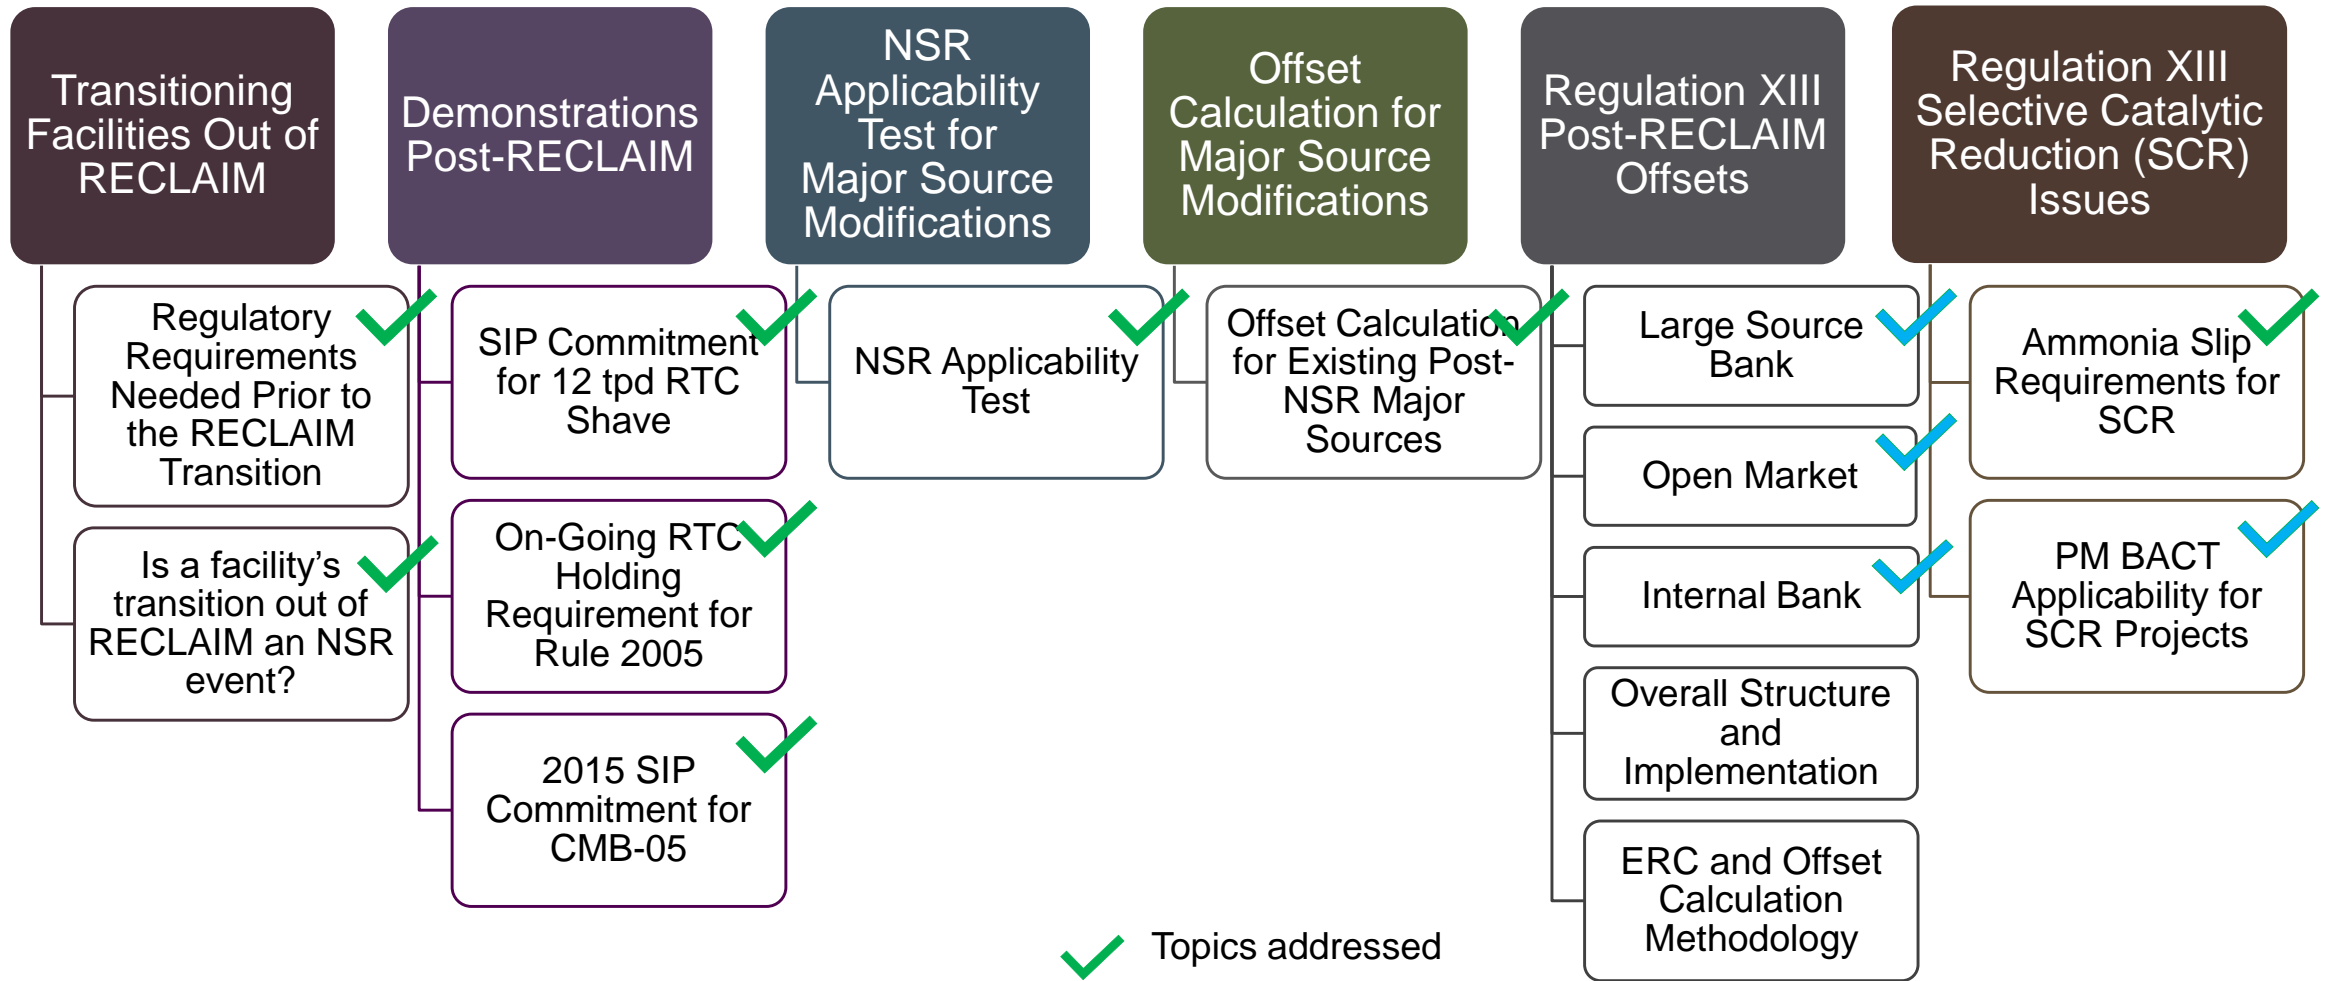 Transitioning
Facilities Out of
RECLAIM
Regulatory
Requirements
Needed Prior to
the RECLAIM
Transition
Is a facility’s
transition out of
RECLAIM an NSR
event?
Demonstrations
Post-RECLAIM
SIP Commitment
for 12 tpd RTC
Shave
On-Going RTC
Holding
Requirement for
Rule 2005
2015 SIP
Commitment for
CMB-05
NSR
Applicability
Test for
Major Source
Modifications
NSR Applicability
Test
Offset
Calculation for
Major Source
Modifications
Offset Calculation
for Existing Post-
NSR Major
Sources
Regulation XIII
Post-RECLAIM
Offsets
Large Source
Bank
Open Market
Internal Bank
Overall Structure
and
Implementation
ERC and Offset
Calculation
Methodology
Regulation XIII
Selective Catalytic
Reduction (SCR)
Issues
Ammonia Slip
Requirements for
SCR
PM BACT
Applicability for
SCR Projects
Topics addressed